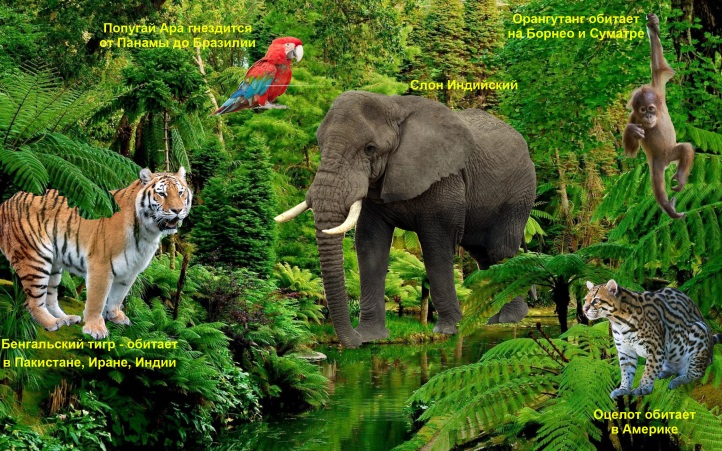 Попугай Ара гнездится
от Панамы до Бразилии
Орангутанг обитает
на Борнео и Суматре
Слон Индийский
Бенгальский тигр - обитает
в Пакистане, Иране, Индии
Оцелот обитает
в Америке